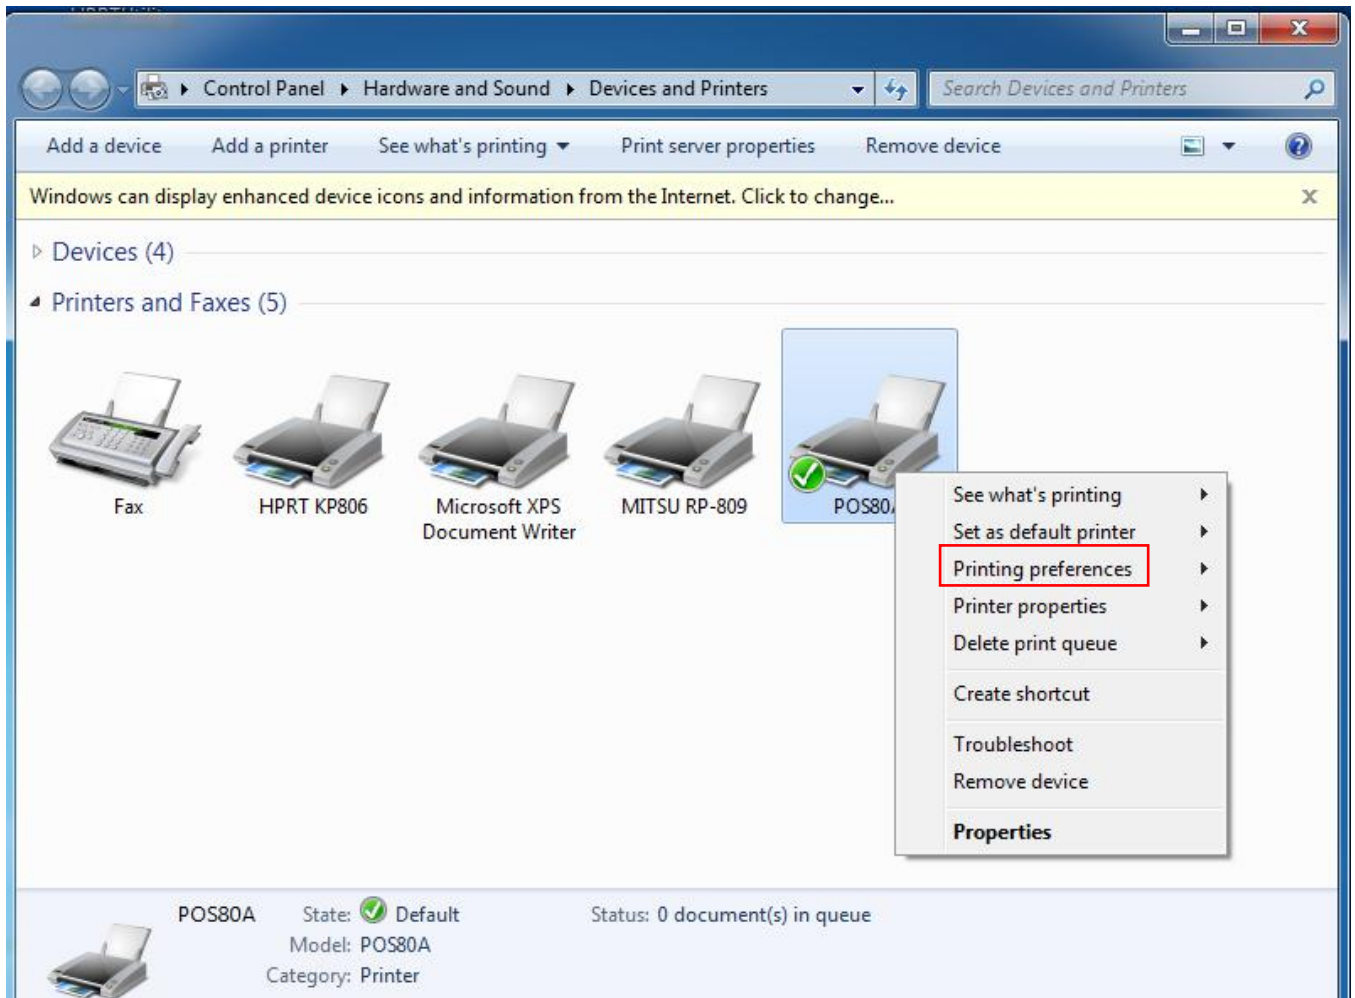 Control Panel Hardware and Sound Devices and Printers Search Devices and Printers
Add a device Add a printer See what's printing Print server properties Remove device
Windows can display enhanced device icons and information from the Internet. Click to change...
Devices (4)
Printers and Faxes (5)
Fax
HPRT KP806
Microsoft XPS
Document Writer
MITSU RP-809
POS80
See what's printing
Set as default printer
Printing preferences
Printer properties
Delete print queue
Create shortcut
Troubleshoot
Remove device
Properties
POS80A State: Default Status: 0 document(s) in queue
Model: POS80A
Category: Printer